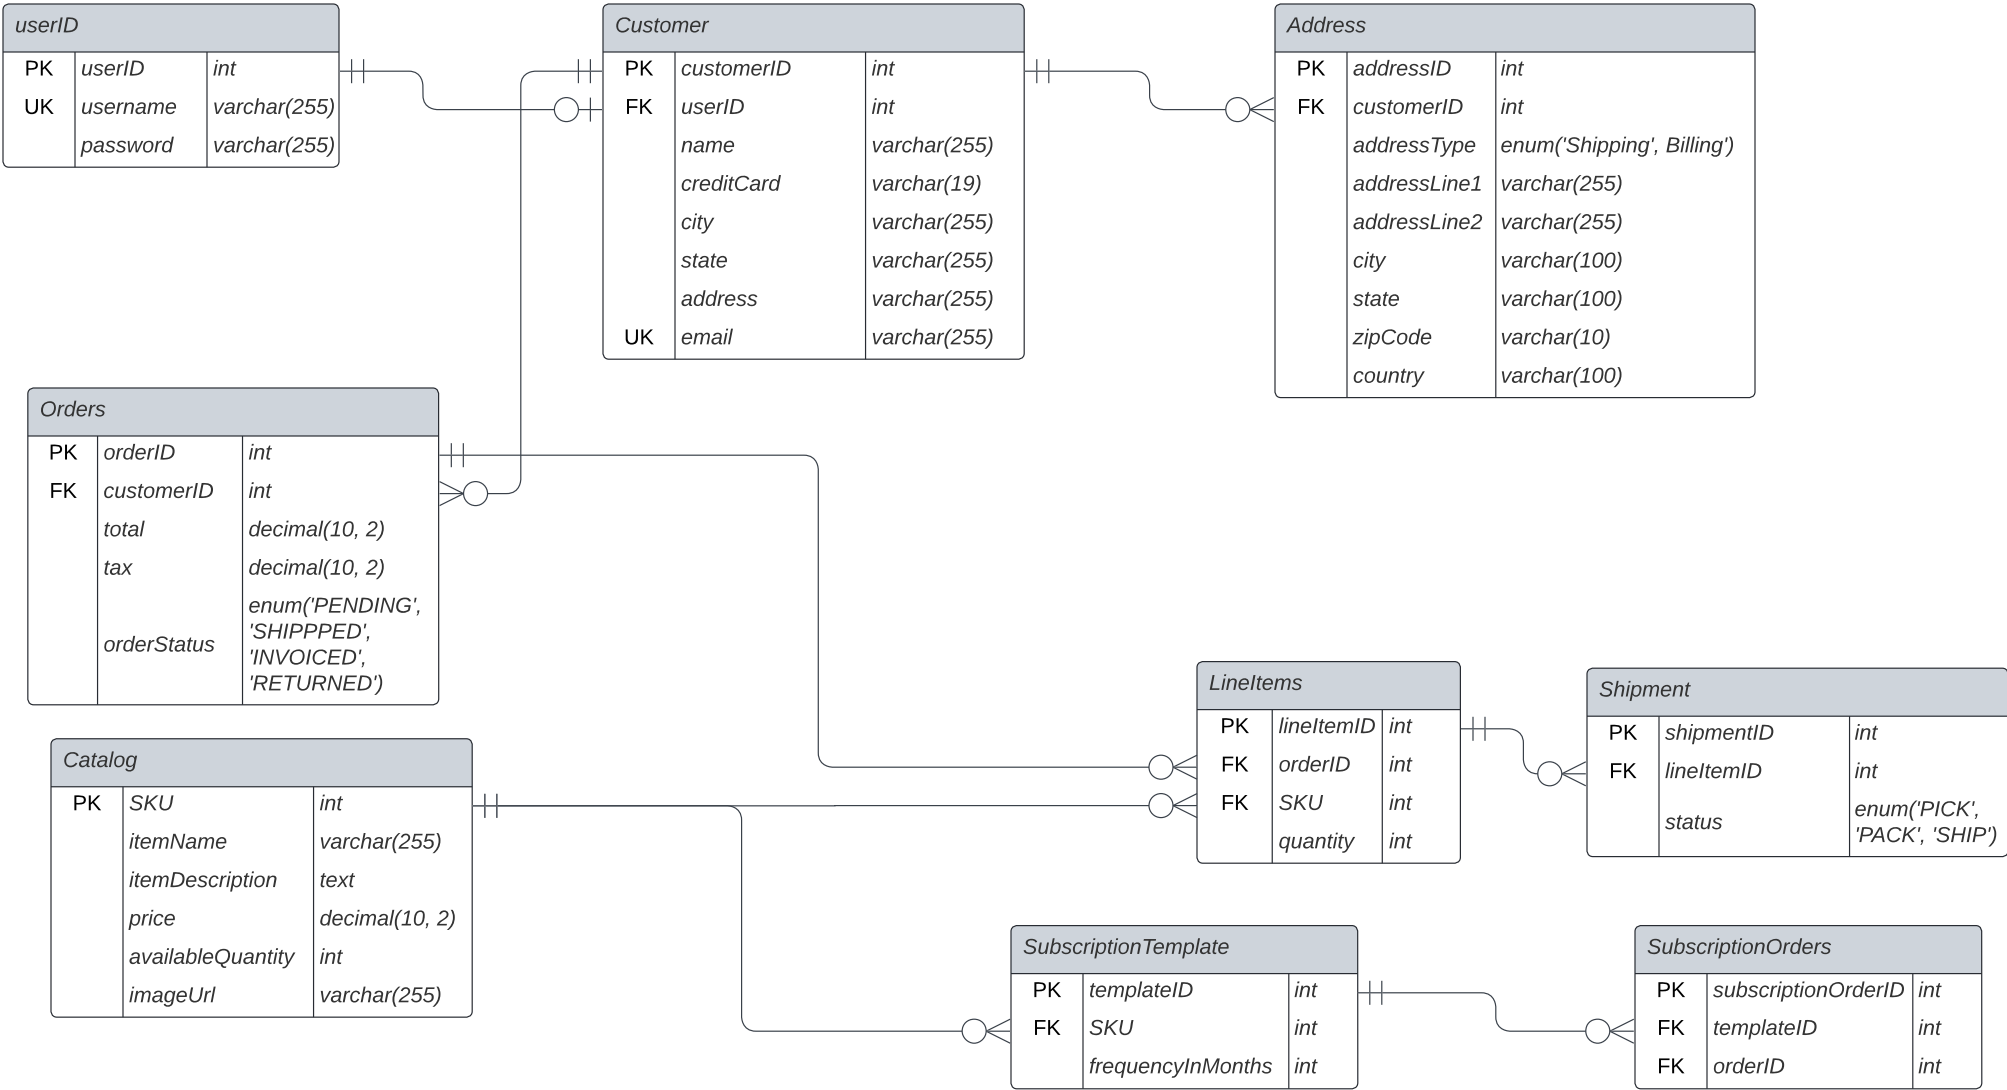 userID
PK userID int
UK username varchar(255)
password varchar(255)
Customer
PK customerID int
FK userID int
name varchar(255)
creditCard varchar(19)
city varchar(255)
state varchar(255)
address varchar(255)
UK email varchar(255)
Address
PK addressID int
FK customerID int
addressType enum('Shipping', Billing')
addressLine1 varchar(255)
addressLine2 varchar(255)
city varchar(100)
state varchar(100)
zipCode varchar(10)
country varchar(100)
Orders
PK orderID int
FK customerID int
total decimal(10, 2)
tax decimal(10, 2)
orderStatus enum('PENDING',
'SHIPPPED',
'INVOICED',
'RETURNED')
Catalog
PK SKU int
itemName varchar(255)
itemDescription text
price decimal(10, 2)
availableQuantity int
imageUrl varchar(255)
LineItems
PK lineItemID int
FK orderID int
FK SKU int
quantity int
Shipment
PK shipmentID int
FK lineItemID int
status enum('PICK',
'PACK', 'SHIP')
SubscriptionTemplate
PK templateID int
FK SKU int
frequencyInMonths int
SubscriptionOrders
PK subscriptionOrderID int
FK templateID int
FK orderID int